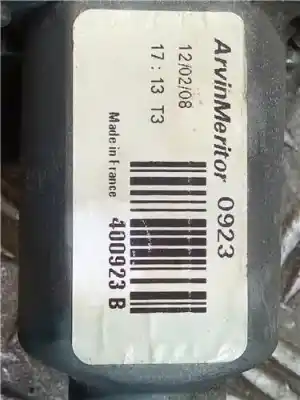 ArvinMeritor 0923
12/02/08
17:13 T3
Made in France
400923 B